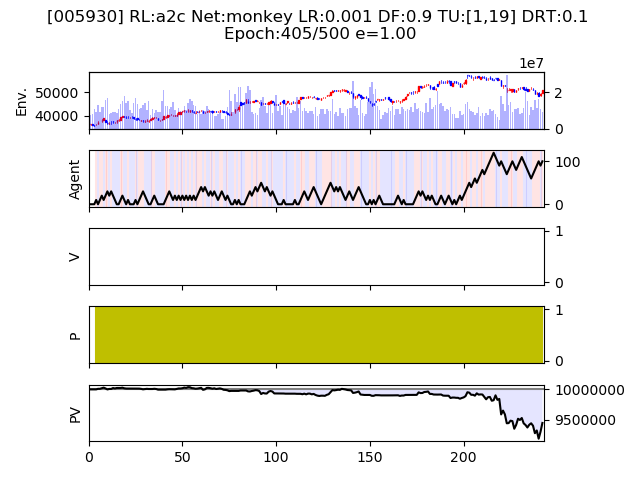 [005930] RL:a2c Net:monkey LR:0.001 DF:0.9 TU:[1,19] DRT:0.1
Epoch:405/500 e=1.00
1e7
Env.
50000
40000
2
0
Agent
100
0
V
1
0
P
1
0
PV
10000000
9500000
0
50
100
150
200